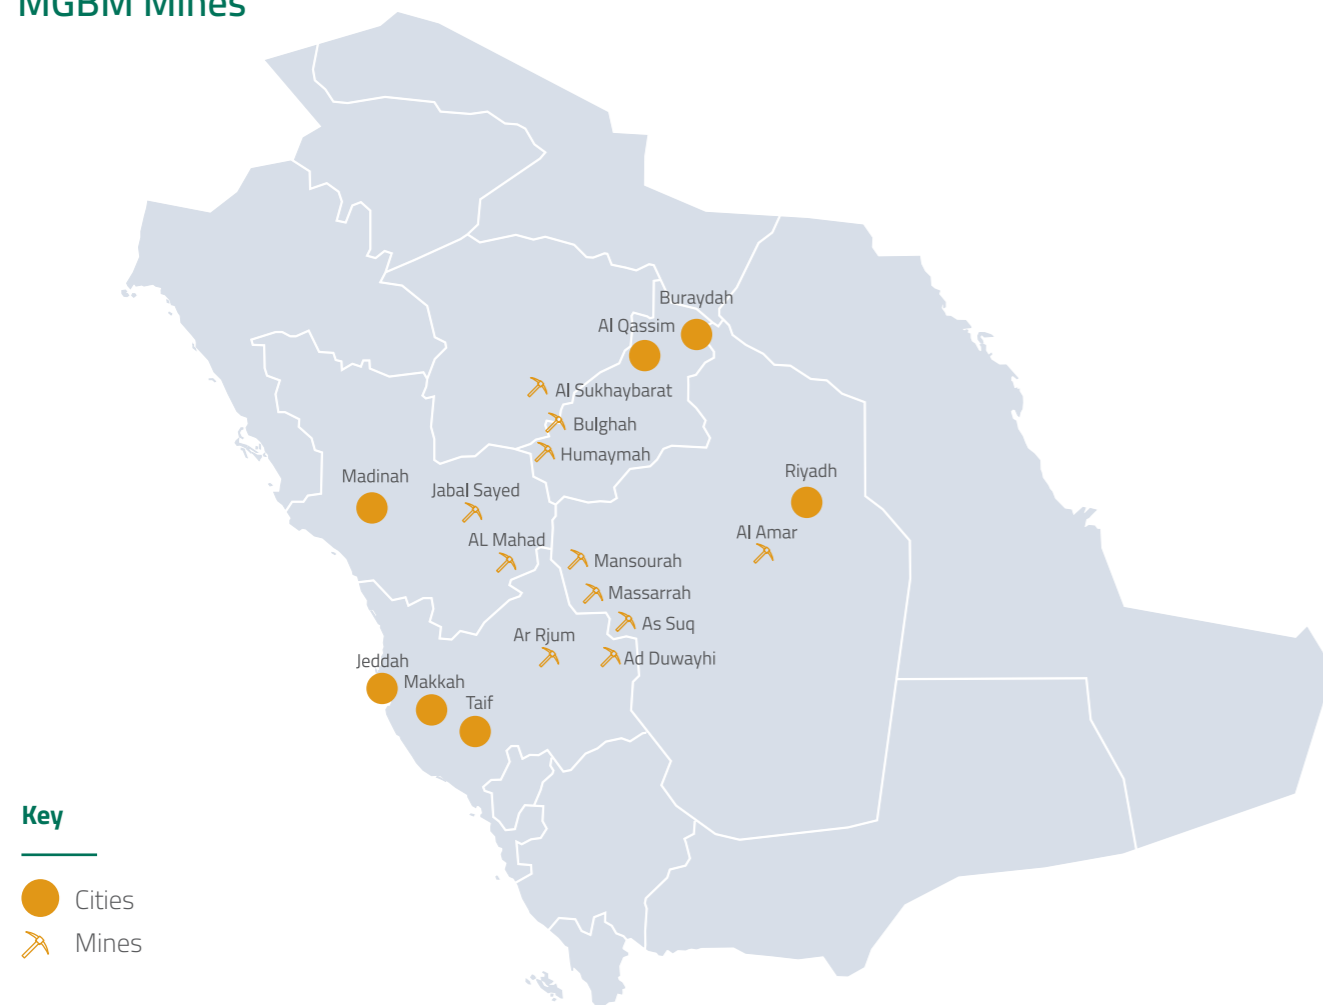 MGBM Mines
Buraydah
Al Qassim
Al Sukhaybarat
Bulghah
Humaymah
Madinah
Jabal Sayed
Riyadh
AL Mahad
Al Amar
Mansourah
Massarrah
As Suq
Ar Rjum
Ad Duwayhi
Jeddah
Makkah
Taif
Key
Cities
Mines